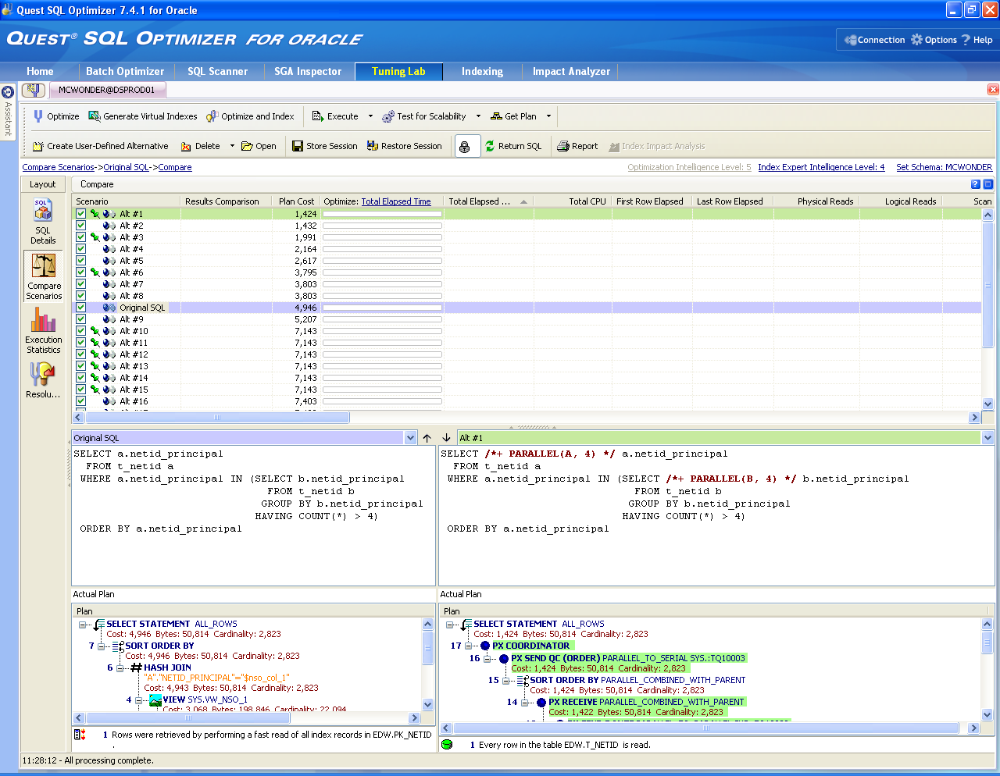 Quest SQL Optimizer 7.4.1 for Oracle
QUEST® SQL OPTIMIZER FOR ORACLE
Connection Options ? Help
Home Batch Optimizer SQL Scanner SGA Inspector Tuning Lab Indexing Impact Analyzer
Assistant
MCWONDER@DSPROD01
Optimize Generate Virtual Indexes Optimize and Index Execute Test for Scalability Get Plan
Create User-Defined Alternative Delete Open Store Session Restore Session Return SQL Report Index Impact Analysis
Compare Scenarios->Original SQL->Compare Optimization Intelligence Level: 5 Index Expert Intelligence Level: 4 Set Schema: MCWONDER
Layout
SQL
SQL
Details
Compare
Scenarios
Execution
Statistics
Resolu...
Compare
Scenario Results Comparison Plan Cost Optimize: Total Elapsed Time Total Elapsed ... Total CPU First Row Elapsed Last Row Elapsed Physical Reads Logical Reads Scan
Alt #1 1,424
Alt #2 1,432
Alt #3 1,991
Alt #4 2,164
Alt #5 2,617
Alt #6 3,795
Alt #7 3,803
Alt #8 3,803
Original SQL 4,946
Alt #9 5,207
Alt #10 7,143
Alt #11 7,143
Alt #12 7,143
Alt #13 7,143
Alt #14 7,143
Alt #15 7,143
Alt #16 7,403
Original SQL
SELECT a.netid_principal
FROM t_netid a
WHERE a.netid_principal IN (SELECT b.netid_principal
FROM t_netid b
GROUP BY b.netid_principal
HAVING COUNT(*) > 4)
ORDER BY a.netid_principal
Alt #1
SELECT /*+ PARALLEL(A, 4) */ a.netid_principal
FROM t_netid a
WHERE a.netid_principal IN (SELECT /*+ PARALLEL(B, 4) */ b.netid_principal
FROM t_netid b
GROUP BY b.netid_principal
HAVING COUNT(*) > 4)
ORDER BY a.netid_principal
Actual Plan
Plan
SELECT STATEMENT ALL_ROWS
Cost: 4,946 Bytes: 50,814 Cardinality: 2,823
7 SORT ORDER BY
Cost: 4,946 Bytes: 50,814 Cardinality: 2,823
6 HASH JOIN
"A"."NETID_PRINCIPAL"="$nso_col_1"
Cost: 4,943 Bytes: 50,814 Cardinality: 2,823
4 VIEW SYS.VW_NSO_1
Cost: 3,068 Bytes: 198,846 Cardinality: 22,094
1 Rows were retrieved by performing a fast read of all index records in EDW.PK_NETID
.
Actual Plan
Plan
SELECT STATEMENT ALL_ROWS
Cost: 1,424 Bytes: 50,814 Cardinality: 2,823
17 PX COORDINATOR
16 PX SEND QC (ORDER) PARALLEL_TO_SERIAL SYS.:TQ10003
Cost: 1,424 Bytes: 50,814 Cardinality: 2,823
15 SORT ORDER BY PARALLEL_COMBINED_WITH_PARENT
Cost: 1,424 Bytes: 50,814 Cardinality: 2,823
14 PX RECEIVE PARALLEL_COMBINED_WITH_PARENT
Cost: 1,422 Bytes: 50,814 Cardinality: 2,823
1 Every row in the table EDW.T_NETID is read.
11:28:12 - All processing complete.